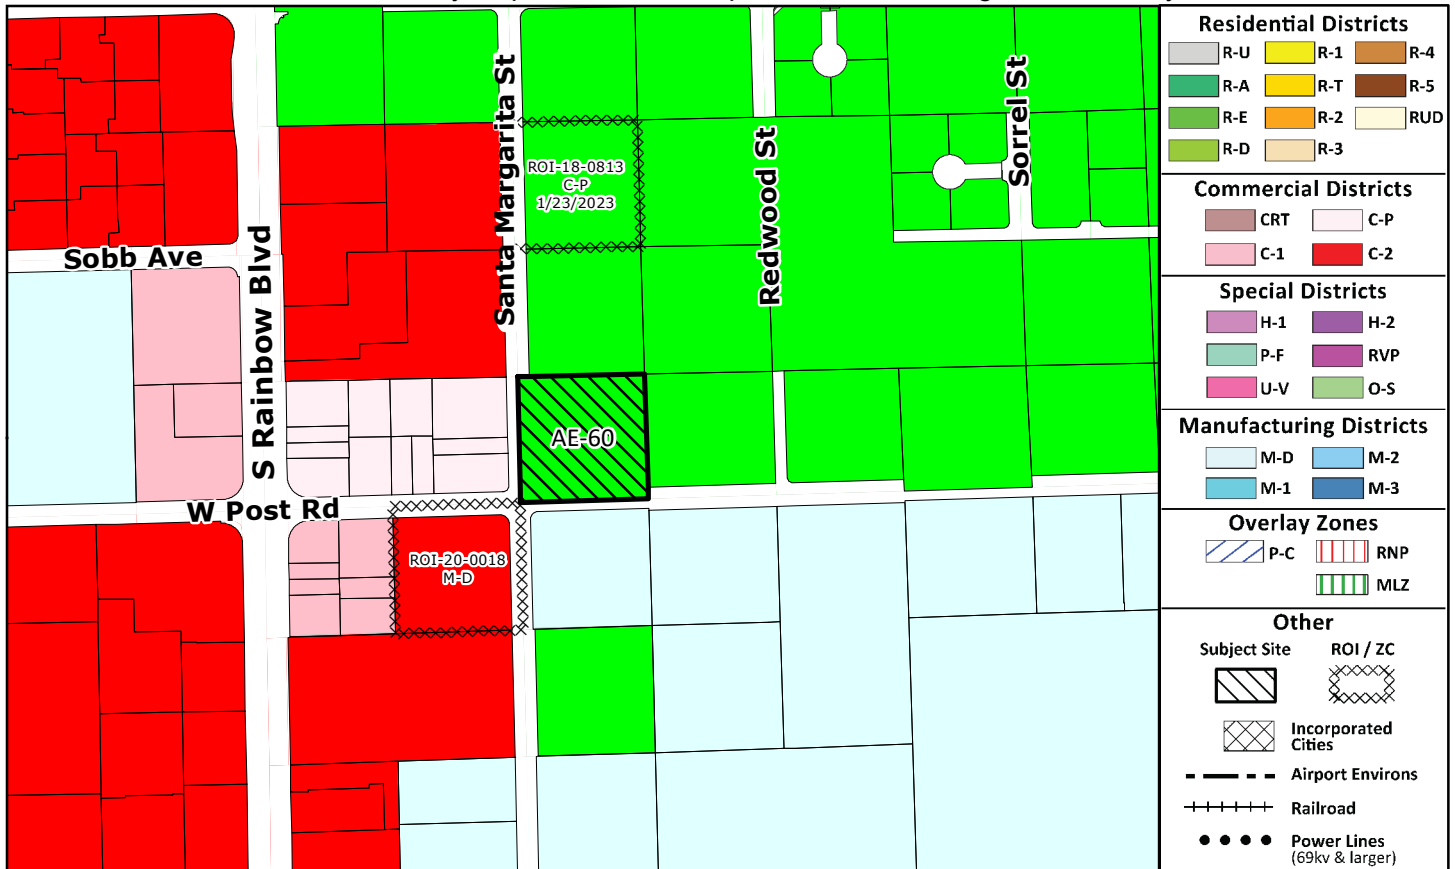 Santa Margarita St
Sorrel St
Redwood St
ROI-18-0813
C-P
1/23/2023
Sobb Ave
S Rainbow Blvd
AE-60
W Post Rd
ROI-20-0018
M-D
Residential Districts
R-U
R-1
R-4
R-A
R-T
R-5
R-E
R-2
RUD
R-D
R-3
Commercial Districts
CRT
C-P
C-1
C-2
Special Districts
H-1
H-2
P-F
RVP
U-V
O-S
Manufacturing Districts
M-D
M-2
M-1
M-3
Overlay Zones
P-C
RNP
MLZ
Other
Subject Site
ROI / ZC
Incorporated
Cities
Airport Environs
Railroad
Power Lines
(69kv & larger)